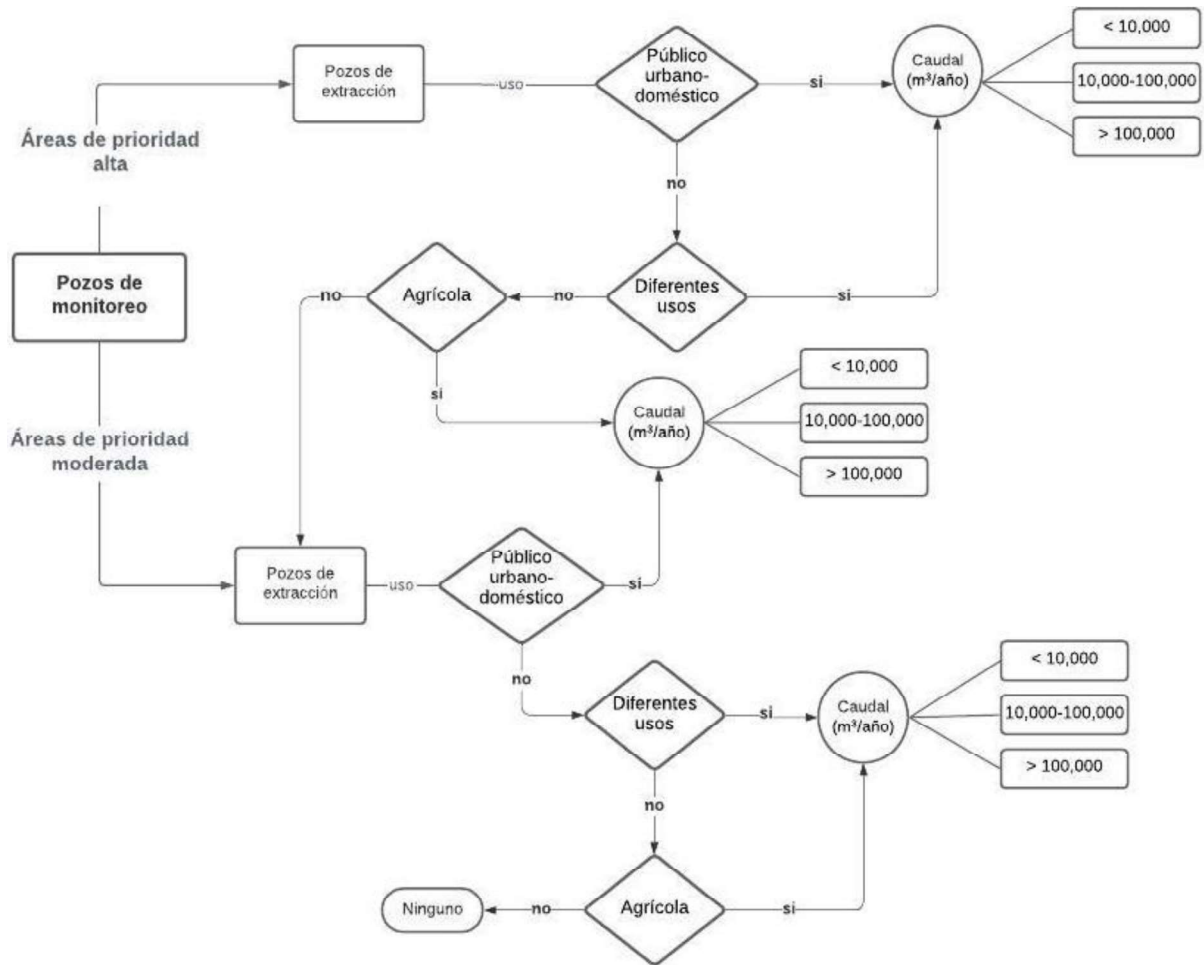 Pozos de
extracción
uso
Público
urbano-
doméstico
si
Caudal
(m³/año)
< 10,000
10,000-100,000
> 100,000
Áreas de prioridad
alta
no
Pozos de
monitoreo
no
Agrícola
no
Diferentes
usos
si
si
Caudal
(m³/año)
< 10,000
10,000-100,000
> 100,000
Áreas de prioridad
moderada
Pozos de
extracción
uso
Público
urbano-
doméstico
si
no
Diferentes
usos
si
Caudal
(m³/año)
< 10,000
10,000-100,000
> 100,000
no
Ninguno
no
Agrícola
si